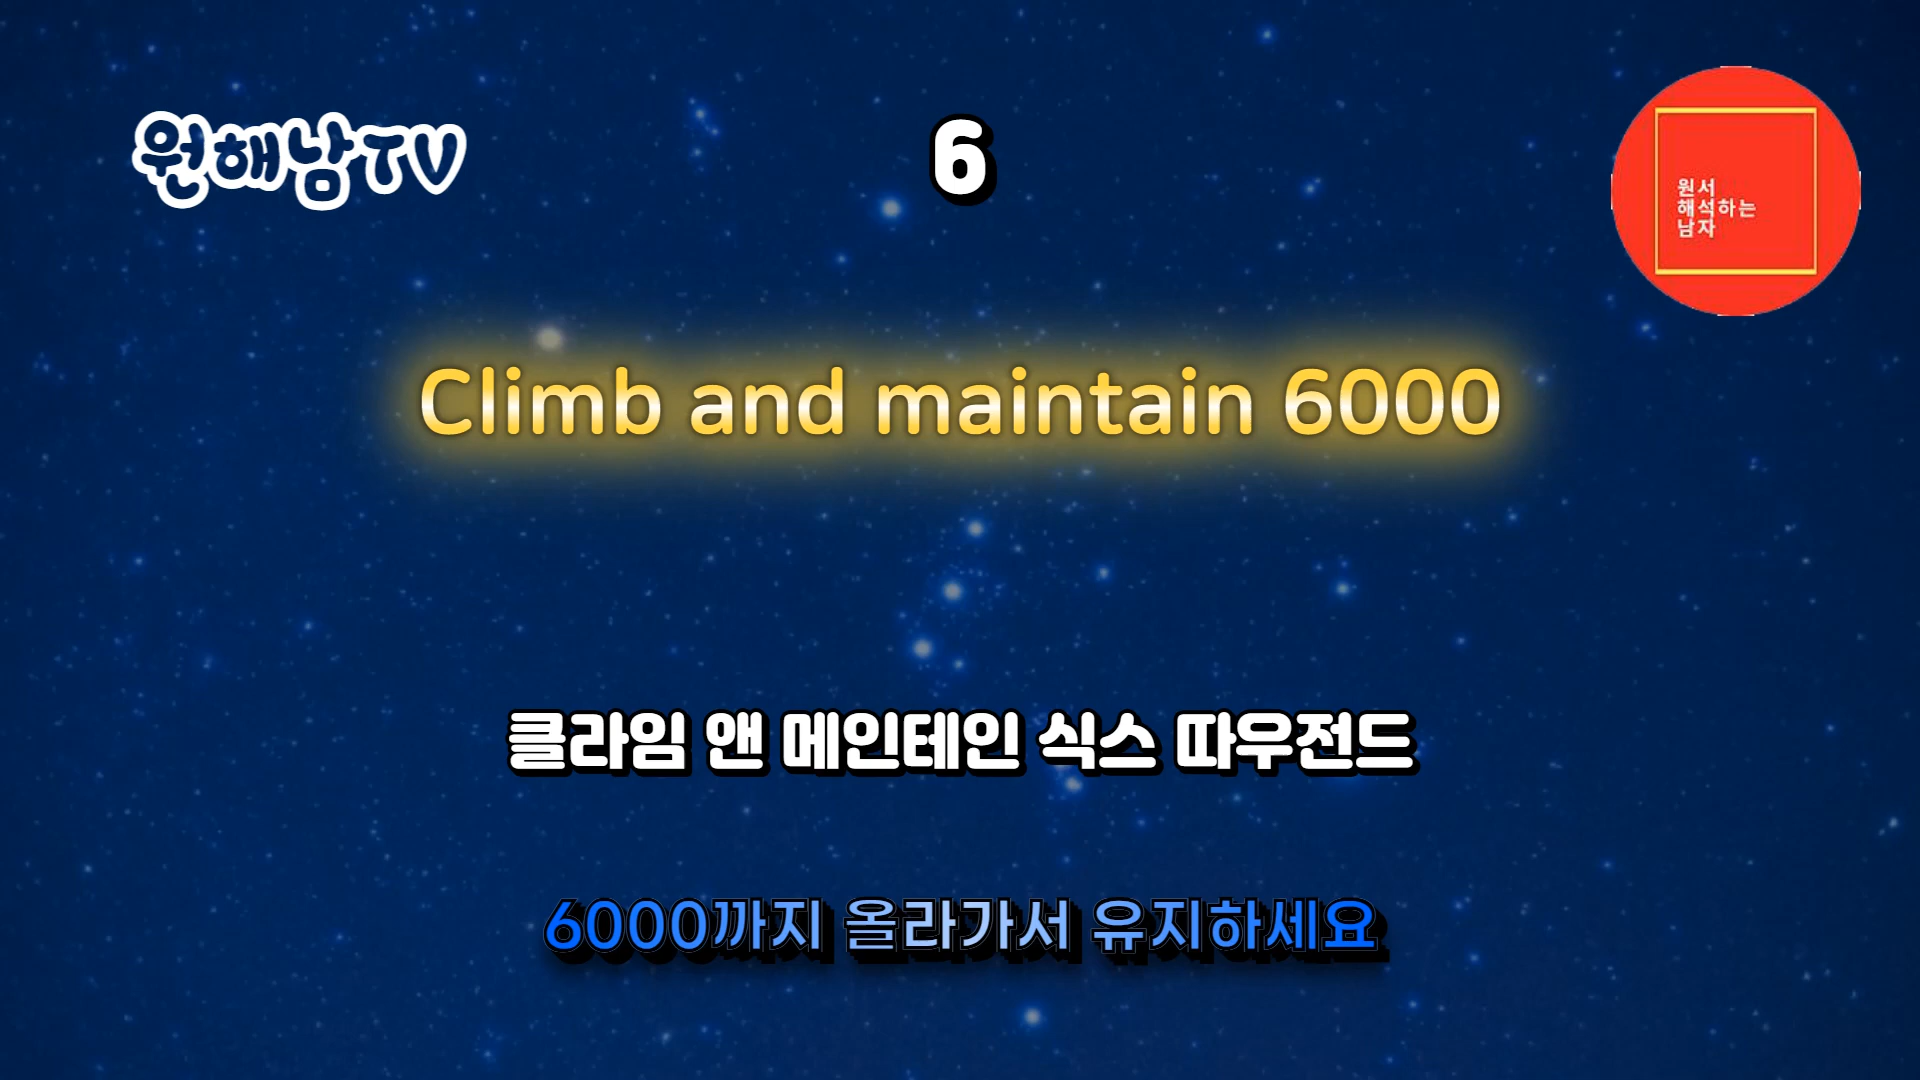 원해남TV
6
원서
해석하는
남자
Climb and maintain 6000
클라임 앤 메인테인 식스 따우전드
6000까지 올라가서 유지하세요